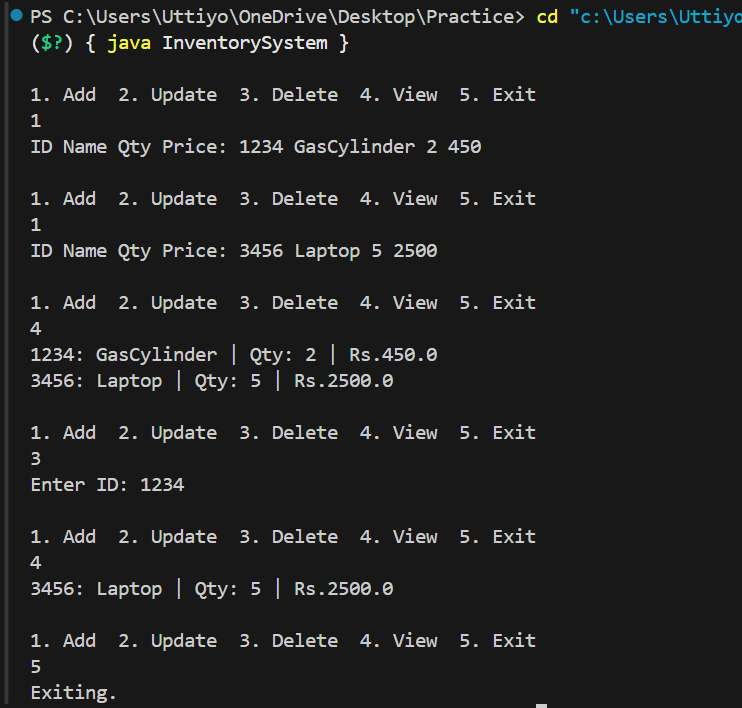 PS C:\Users\Uttiyo\OneDrive\Desktop\Practice> cd "c:\Users\Uttiyo
($?) { java InventorySystem }
1. Add  2. Update  3. Delete  4. View  5. Exit
1
ID Name Qty Price: 1234 GasCylinder 2 450
1. Add  2. Update  3. Delete  4. View  5. Exit
1
ID Name Qty Price: 3456 Laptop 5 2500
1. Add  2. Update  3. Delete  4. View  5. Exit
4
1234: GasCylinder | Qty: 2 | Rs.450.0
3456: Laptop | Qty: 5 | Rs.2500.0
1. Add  2. Update  3. Delete  4. View  5. Exit
3
Enter ID: 1234
1. Add  2. Update  3. Delete  4. View  5. Exit
4
3456: Laptop | Qty: 5 | Rs.2500.0
1. Add  2. Update  3. Delete  4. View  5. Exit
5
Exiting.